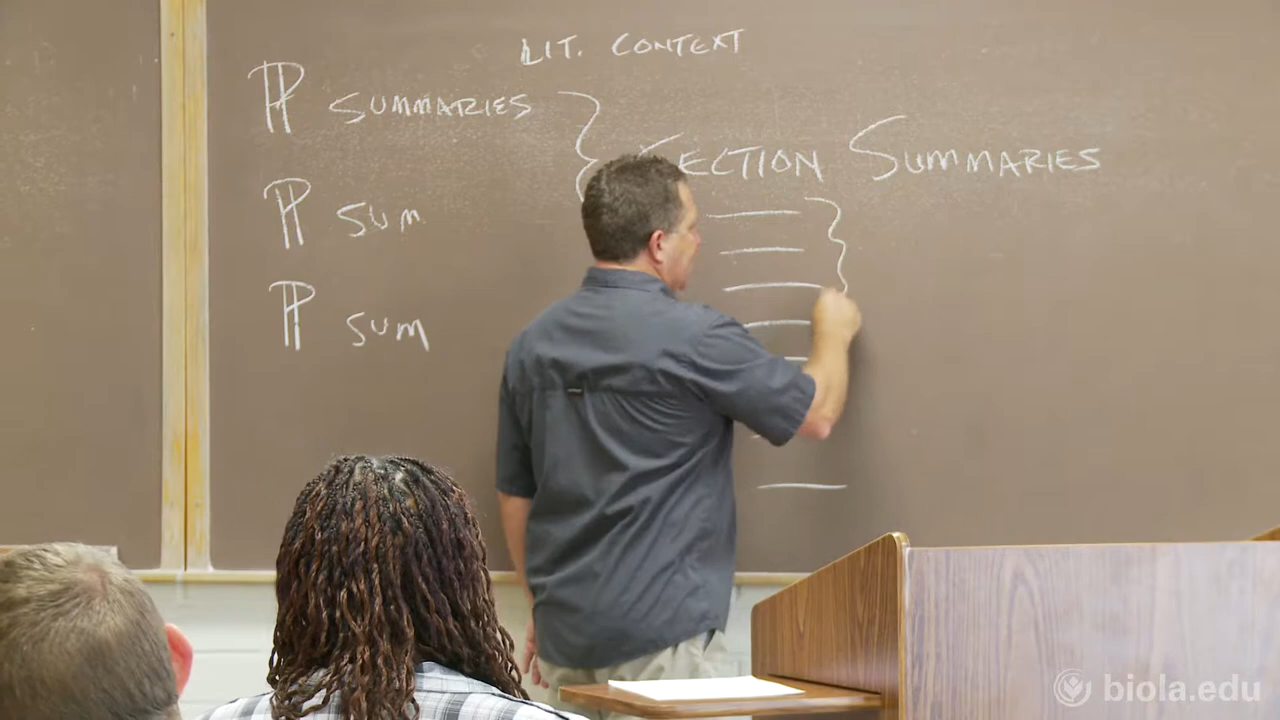 LIT. CONTEXT
¶ SUMMARIES
SECTION SUMMARIES
¶ SUM
¶ SUM
biola.edu